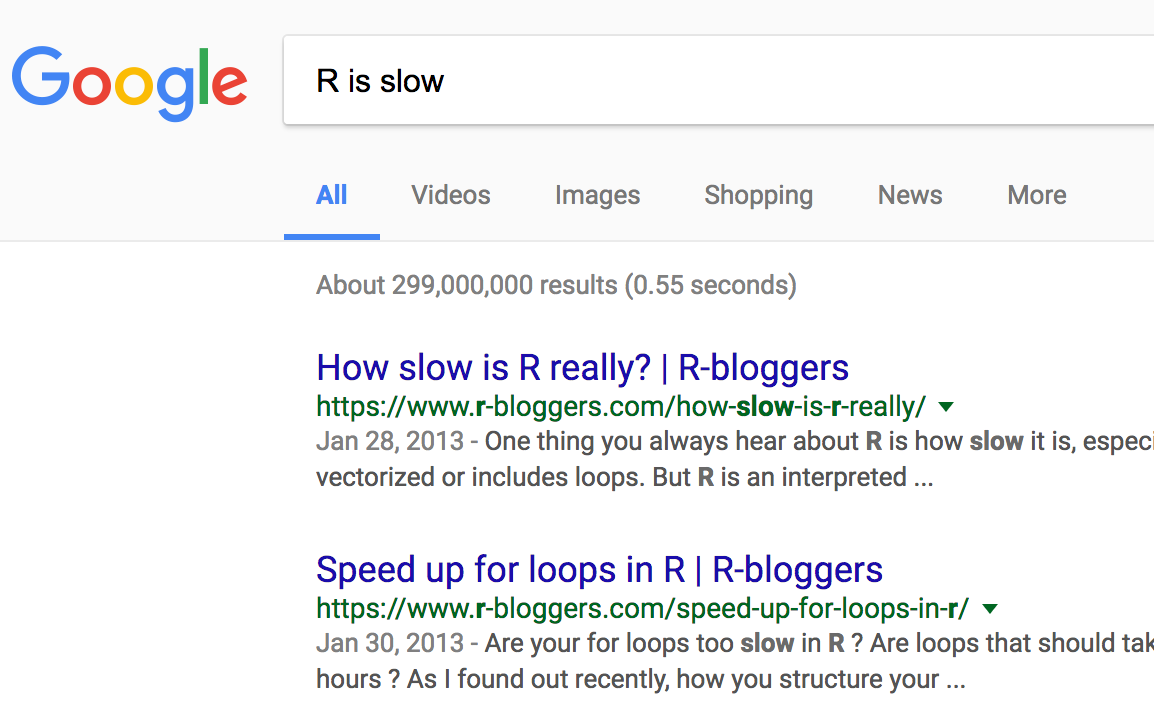 Google
R is slow
All Videos Images Shopping News More
About 299,000,000 results (0.55 seconds)
How slow is R really? | R-bloggers
https://www.r-bloggers.com/how-slow-is-r-really/
Jan 28, 2013 - One thing you always hear about R is how slow it is, especi
vectorized or includes loops. But R is an interpreted ...
Speed up for loops in R | R-bloggers
https://www.r-bloggers.com/speed-up-for-loops-in-r/
Jan 30, 2013 - Are your for loops too slow in R ? Are loops that should tak
hours ? As I found out recently, how you structure your ...